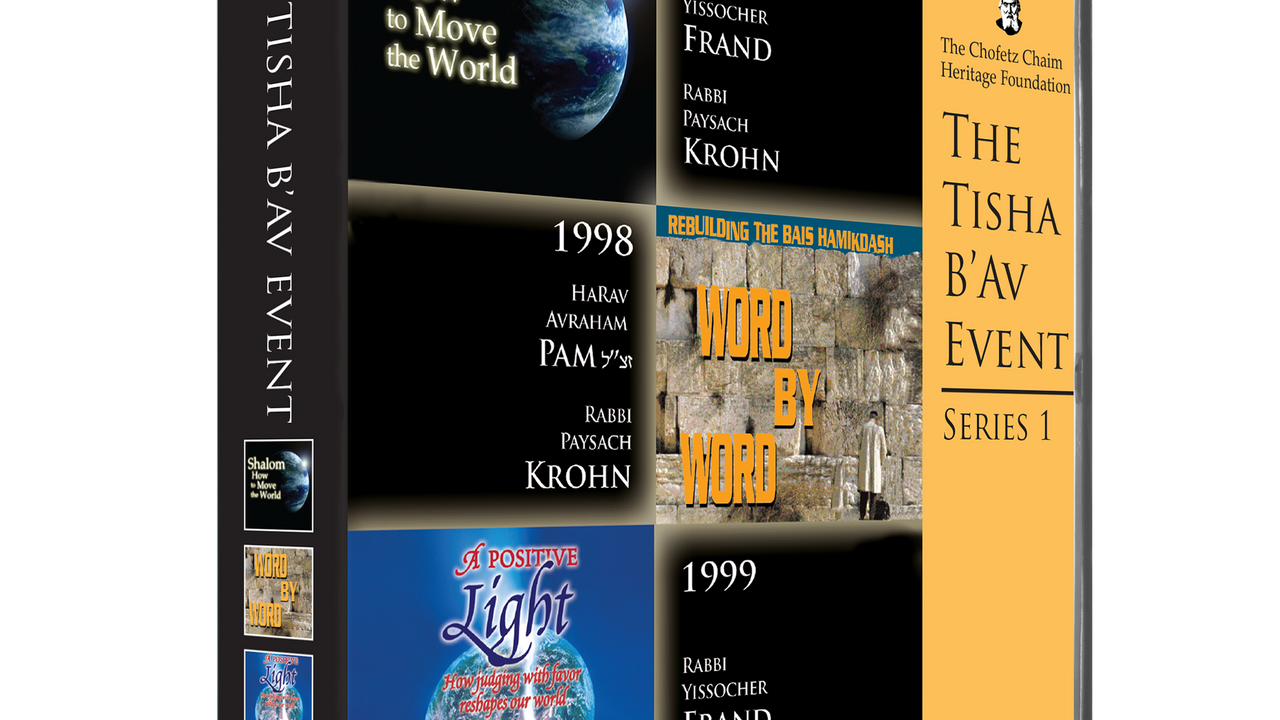 TISHA B'AV EVENT
Shalom
How
to Move
the World
WORD
BY
WORD
A POSITIVE
Light
to Move
the World
YISSOCHER
FRAND
RABBI
PAYSACH
KROHN
1998
HARAV
AVRAHAM
PAM זצ"ל
RABBI
PAYSACH
KROHN
REBUILDING THE BAIS HAMIKDASH
WORD
BY
WORD
A POSITIVE
Light
How judging with favor
reshapes our world
1999
RABBI
YISSOCHER
FRAND
The Chofetz Chaim
Heritage Foundation
THE
TISHA
B'AV
EVENT
SERIES 1